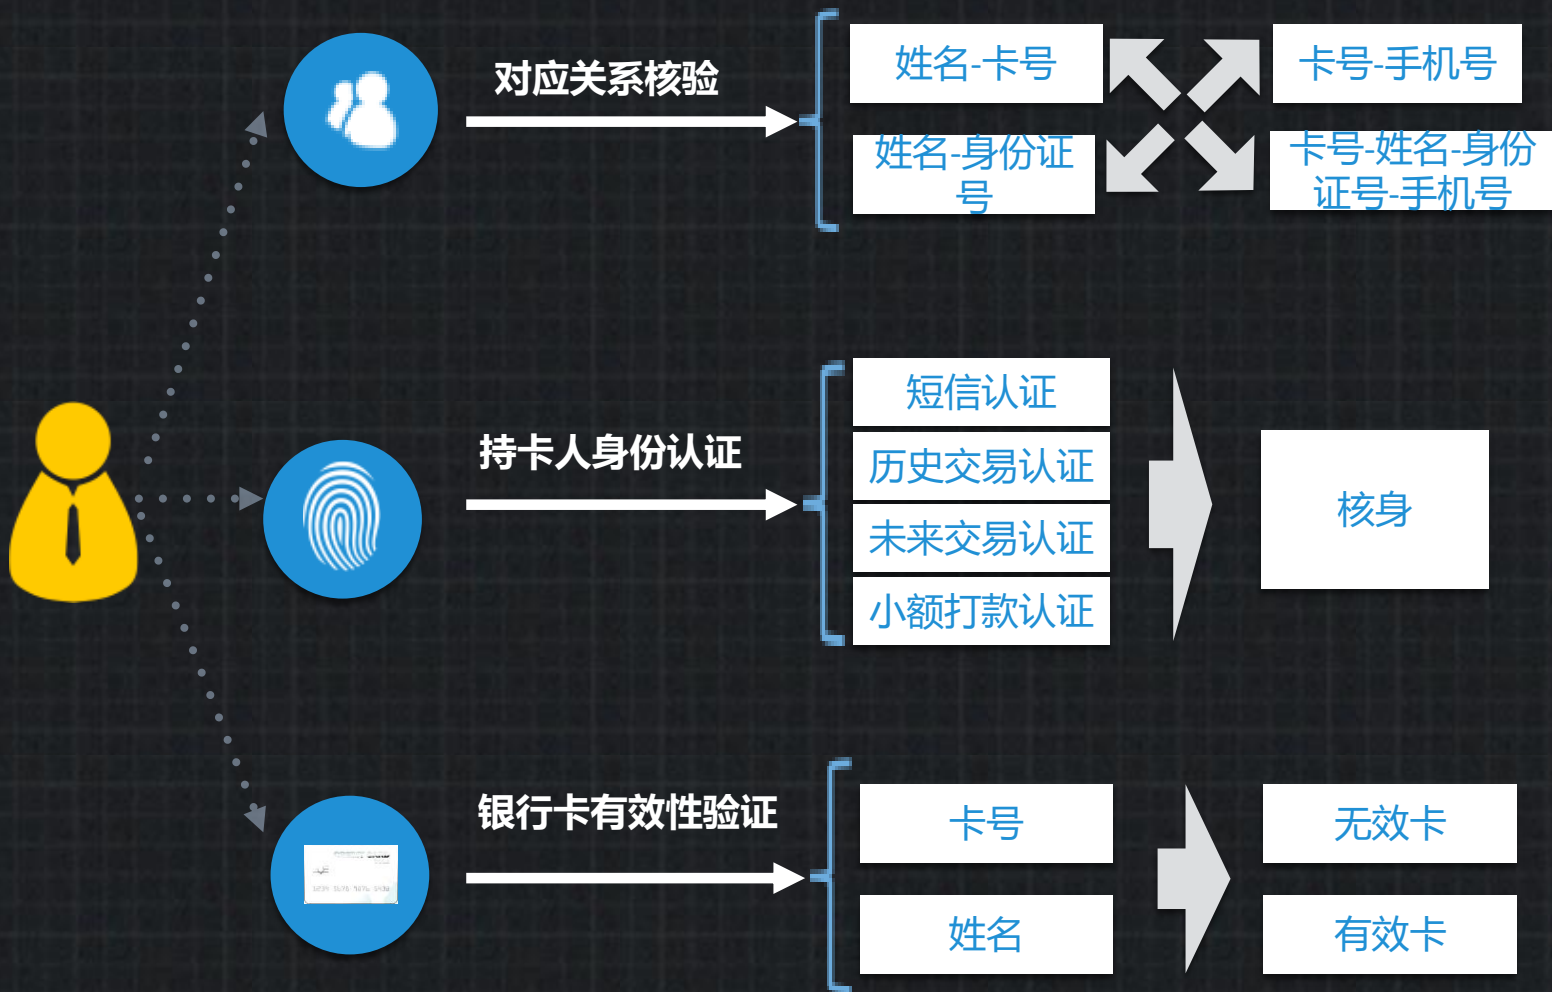 对应关系核验
姓名-卡号
卡号-手机号
姓名-身份证
号
卡号-姓名-身份
证号-手机号
持卡人身份认证
短信认证
历史交易认证
未来交易认证
小额打款认证
核身
银行卡有效性验证
卡号
姓名
无效卡
有效卡